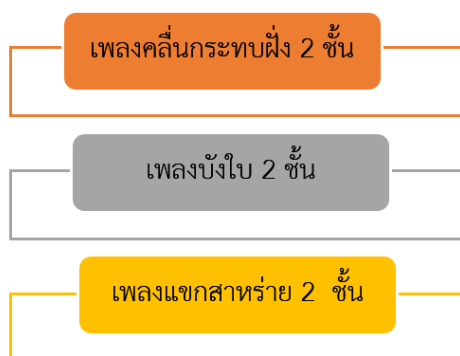 เพลงคลื่นกระทบฝั่ง 2 ชั้น
เพลงบังใบ 2 ชั้น
เพลงแขกสาหร่าย 2 ชั้น